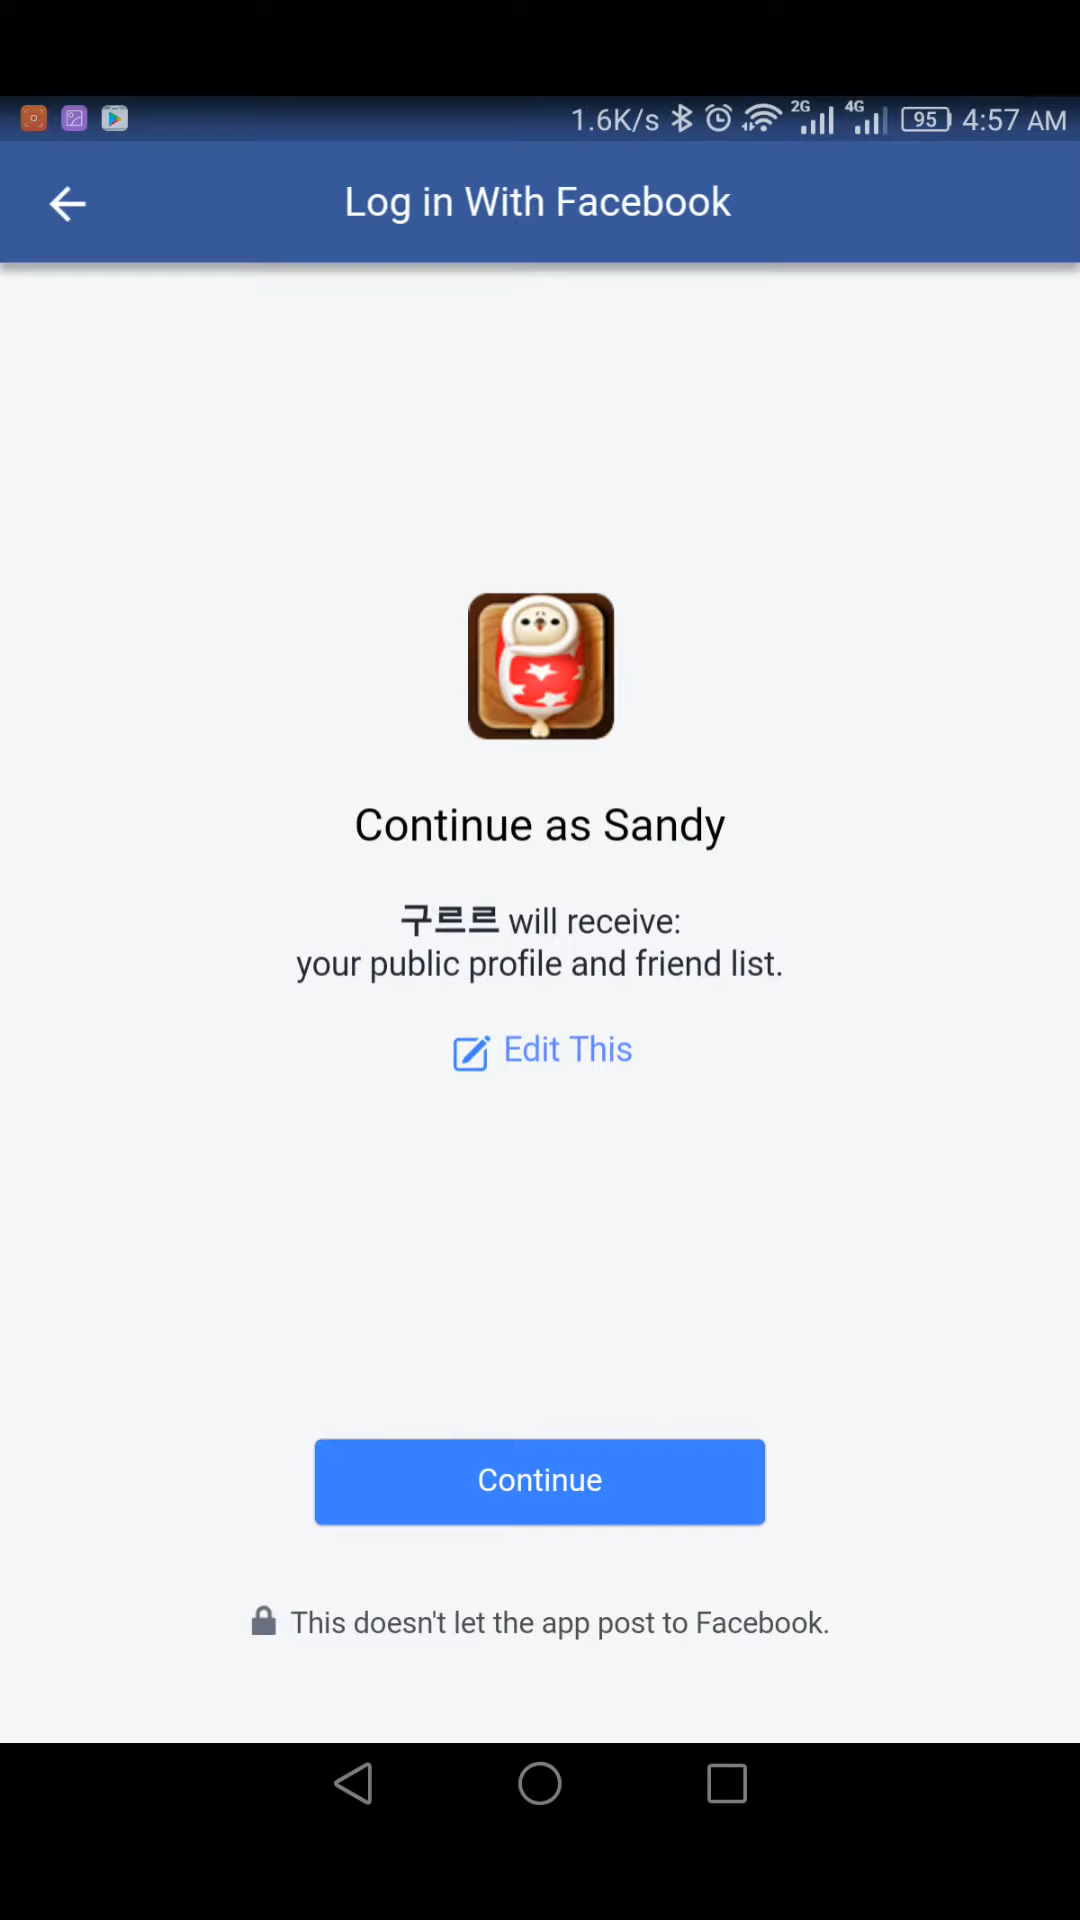 1.6K/s 2G 4G 95 4:57 AM
Log in With Facebook
Continue as Sandy
구르르 will receive:
your public profile and friend list.
Edit This
Continue
This doesn't let the app post to Facebook.